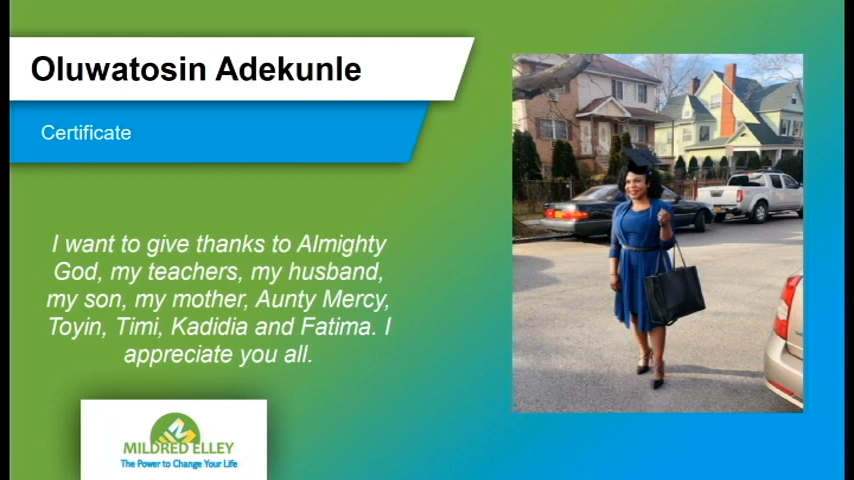 Oluwatosin Adekunle
Certificate
I want to give thanks to Almighty
God, my teachers, my husband,
my son, my mother, Aunty Mercy,
Toyin, Timi, Kadidia and Fatima. I
appreciate you all.
MILDRED ELLEY
The Power to Change Your Life